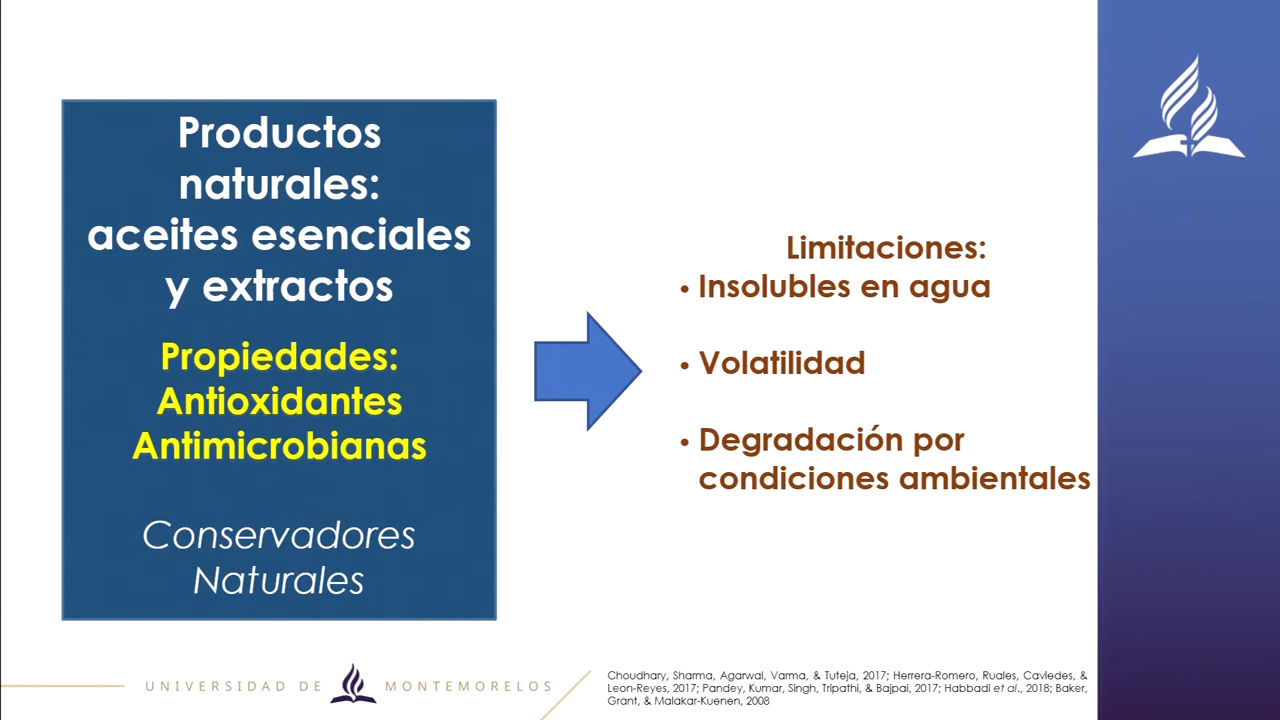 Productos
naturales:
aceites esenciales
y extractos
Propiedades:
Antioxidantes
Antimicrobianas
Conservadores
Naturales
Limitaciones:
• Insolubles en agua
• Volatilidad
• Degradación por
condiciones ambientales
UNIVERSIDAD DE MONTEMORELOS
Choudhary, Sharma, Agarwal, Varma, & Tuteja, 2017; Herrera-Romero, Ruales, Caviedes, &
Leon-Reyes, 2017; Pandey, Kumar, Singh, Tripathi, & Bajpai, 2017; Habbadi et al., 2018; Baker,
Grant, & Malakar-Kuenen, 2008